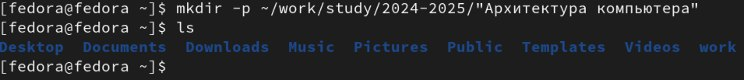 [fedora@fedora ~]$ mkdir -p ~/work/study/2024-2025/"Архитектура компьютера"
[fedora@fedora ~]$ ls
Desktop  Documents  Downloads  Music  Pictures  Public  Templates  Videos  work
[fedora@fedora ~]$